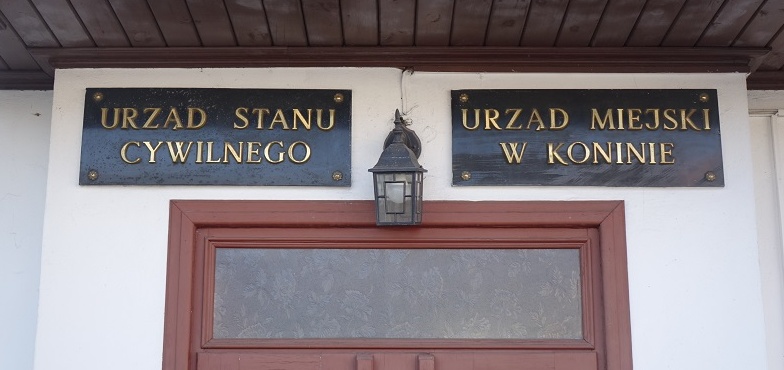 URZĄD STANU
CYWILNEGO
URZĄD MIEJSKI
W KONINIE